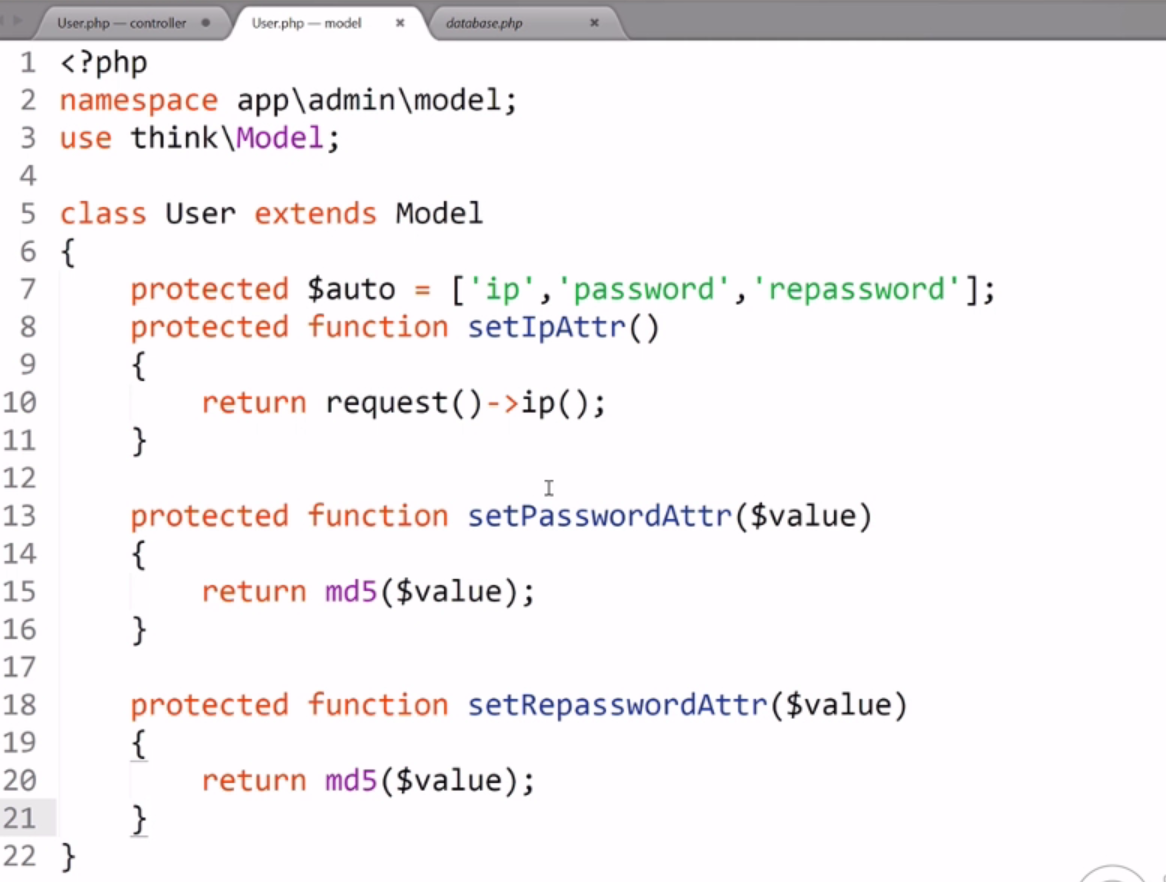 User.php — controller
User.php — model
database.php
1 <?php
2 namespace app\admin\model;
3 use think\Model;
4
5 class User extends Model
6 {
7     protected $auto = ['ip','password','repassword'];
8     protected function setIpAttr()
9     {
10         return request()->ip();
11     }
12
13     protected function setPasswordAttr($value)
14     {
15         return md5($value);
16     }
17
18     protected function setRepasswordAttr($value)
19     {
20         return md5($value);
21     }
22 }